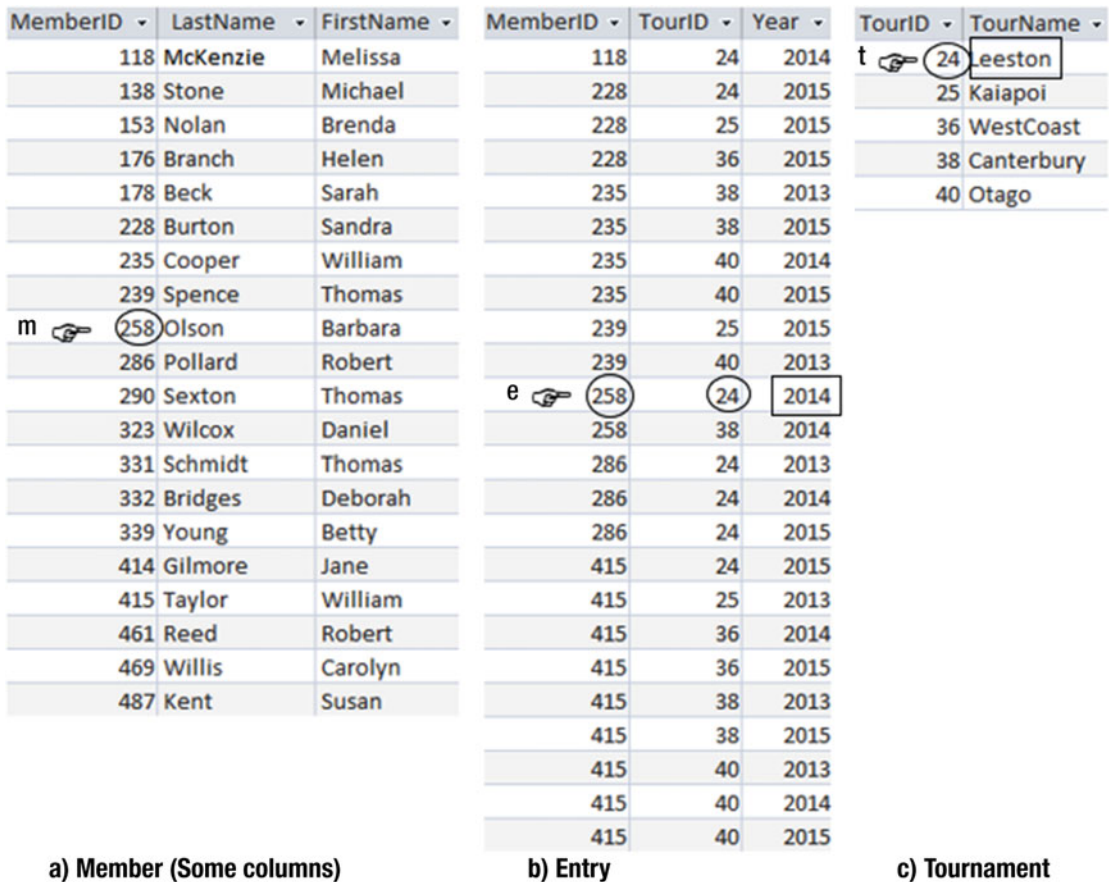 MemberID LastName FirstName
118 McKenzie Melissa
138 Stone Michael
153 Nolan Brenda
176 Branch Helen
178 Beck Sarah
228 Burton Sandra
235 Cooper William
239 Spence Thomas
m 258 Olson Barbara
286 Pollard Robert
290 Sexton Thomas
323 Wilcox Daniel
331 Schmidt Thomas
332 Bridges Deborah
339 Young Betty
414 Gilmore Jane
415 Taylor William
461 Reed Robert
469 Willis Carolyn
487 Kent Susan
a) Member (Some columns)
MemberID TourID Year
118 24 2014
228 24 2015
228 25 2015
228 36 2015
235 38 2013
235 38 2015
235 40 2014
235 40 2015
239 25 2015
239 40 2013
e 258 24 2014
258 38 2014
286 24 2013
286 24 2014
286 24 2015
415 24 2015
415 25 2013
415 36 2014
415 36 2015
415 38 2013
415 38 2015
415 40 2013
415 40 2014
415 40 2015
b) Entry
TourID TourName
t 24 Leeston
25 Kaiapoi
36 WestCoast
38 Canterbury
40 Otago
c) Tournament